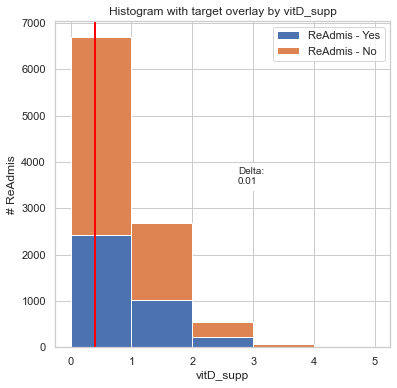 Histogram with target overlay by vitD_supp
7000
6000
5000
4000
3000
2000
1000
0
# ReAdmis
ReAdmis - Yes
ReAdmis - No
Delta:
0.01
0 1 2 3 4 5
vitD_supp